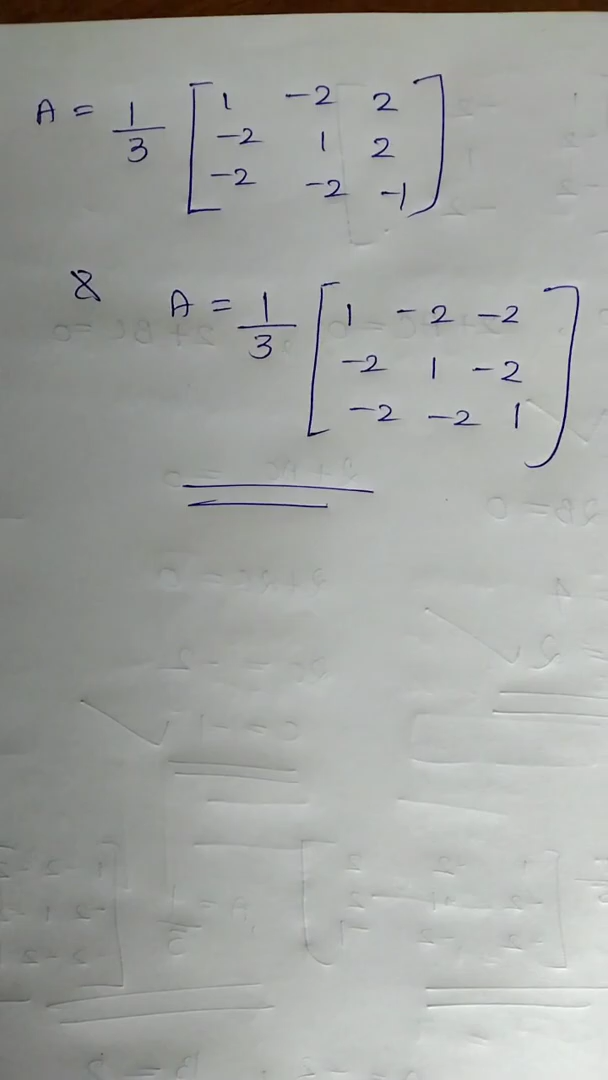 A = 1/3 [ 1 -2 2
-2 1 2
-2 -2 -1 ]
& A = 1/3 [ 1 -2 -2
-2 1 -2
-2 -2 1 ]